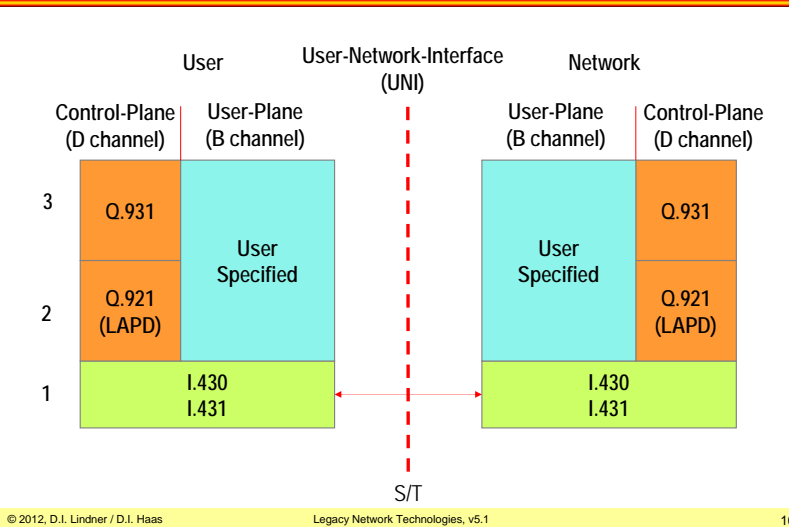 User
User-Network-Interface
(UNI)
Network
Control-Plane
(D channel)
User-Plane
(B channel)
User-Plane
(B channel)
Control-Plane
(D channel)
3
Q.931
User
Specified
User
Specified
Q.931
2
Q.921
(LAPD)
Q.921
(LAPD)
1
I.430
I.431
I.430
I.431
S/T
© 2012, D.I. Lindner / D.I. Haas
Legacy Network Technologies, v5.1